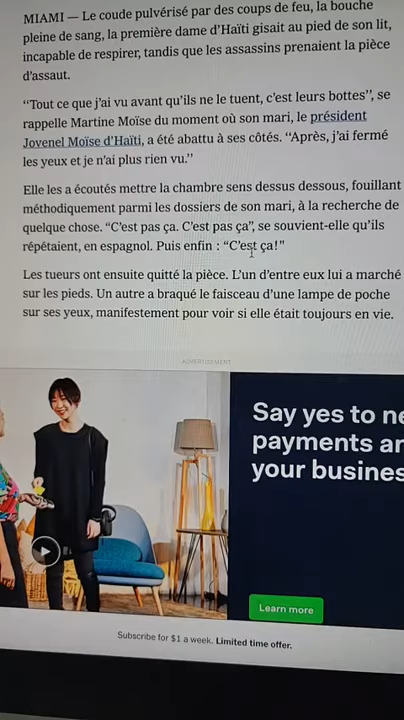 MIAMI — Le coude pulvérisé par des coups de feu, la bouche
pleine de sang, la première dame d'Haïti gisait au pied de son lit,
incapable de respirer, tandis que les assassins prenaient la pièce
d'assaut.
“Tout ce que j'ai vu avant qu'ils ne le tuent, c'est leurs bottes”, se
rappelle Martine Moïse du moment où son mari, le président
Jovenel Moïse d'Haïti, a été abattu à ses côtés. “Après, j'ai fermé
les yeux et je n'ai plus rien vu.”
Elle les a écoutés mettre la chambre sens dessus dessous, fouillant
méthodiquement parmi les dossiers de son mari, à la recherche de
quelque chose. “C'est pas ça. C'est pas ça”, se souvient-elle qu'ils
répétaient, en espagnol. Puis enfin : “C'est ça!”
Les tueurs ont ensuite quitté la pièce. L'un d'entre eux lui a marché
sur les pieds. Un autre a braqué le faisceau d'une lampe de poche
sur ses yeux, manifestement pour voir si elle était toujours en vie.
ADVERTISEMENT
Say yes to ne
payments ar
your busines
Learn more
Subscribe for $1 a week. Limited time offer.